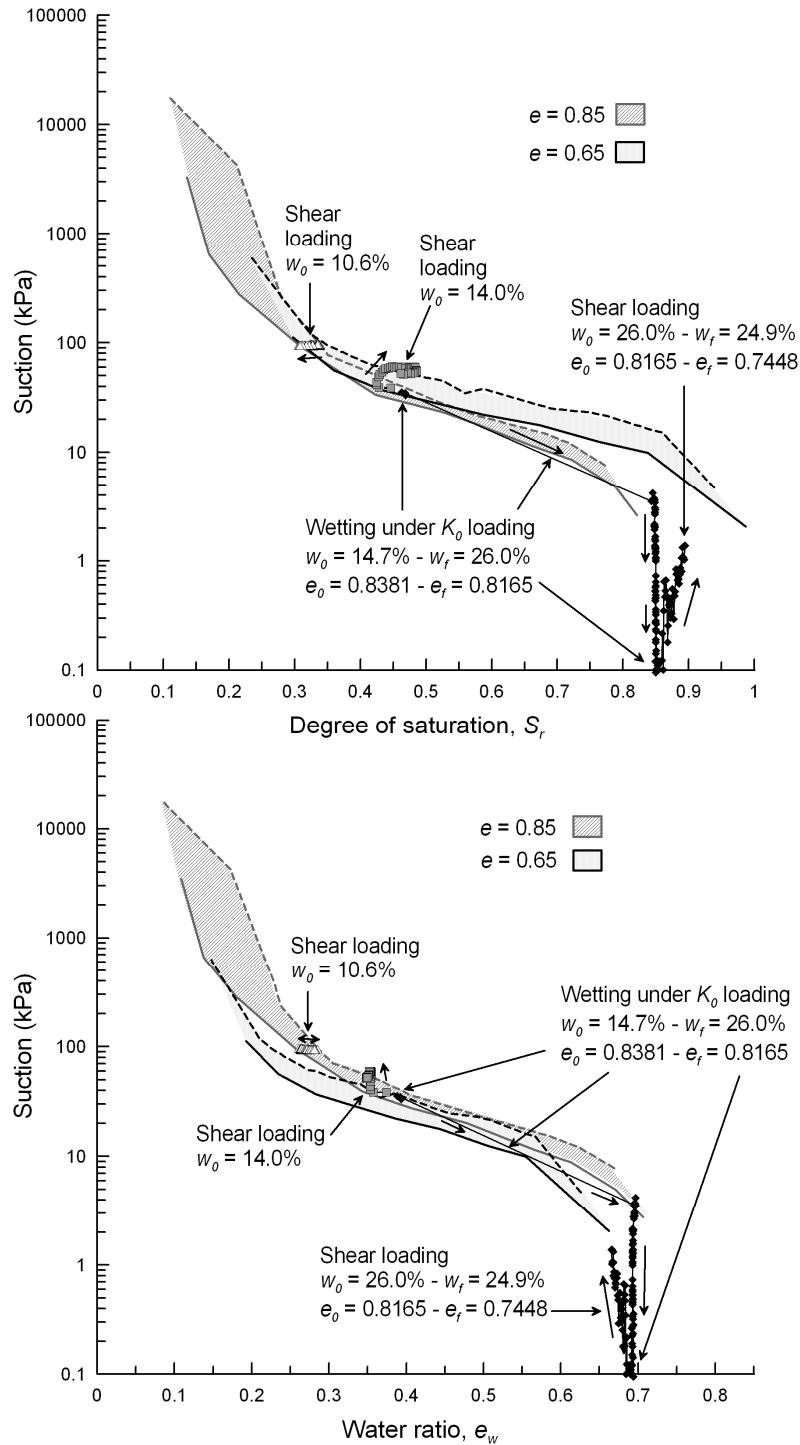 100000
10000
1000
100
10
1
0.1
Suction (kPa)
e = 0.85
e = 0.65
Shear
loading
w0 = 10.6%
Shear
loading
w0 = 14.0%
Shear loading
w0 = 26.0% - wf = 24.9%
e0 = 0.8165 - ef = 0.7448
Wetting under K0 loading
w0 = 14.7% - wf = 26.0%
e0 = 0.8381 - ef = 0.8165
0 0.1 0.2 0.3 0.4 0.5 0.6 0.7 0.8 0.9 1
Degree of saturation, Sr
100000
10000
1000
100
10
1
0.1
Suction (kPa)
e = 0.85
e = 0.65
Shear loading
w0 = 10.6%
Wetting under K0 loading
w0 = 14.7% - wf = 26.0%
e0 = 0.8381 - ef = 0.8165
Shear loading
w0 = 14.0%
Shear loading
w0 = 26.0% - wf = 24.9%
e0 = 0.8165 - ef = 0.7448
0 0.1 0.2 0.3 0.4 0.5 0.6 0.7 0.8
Water ratio, ew